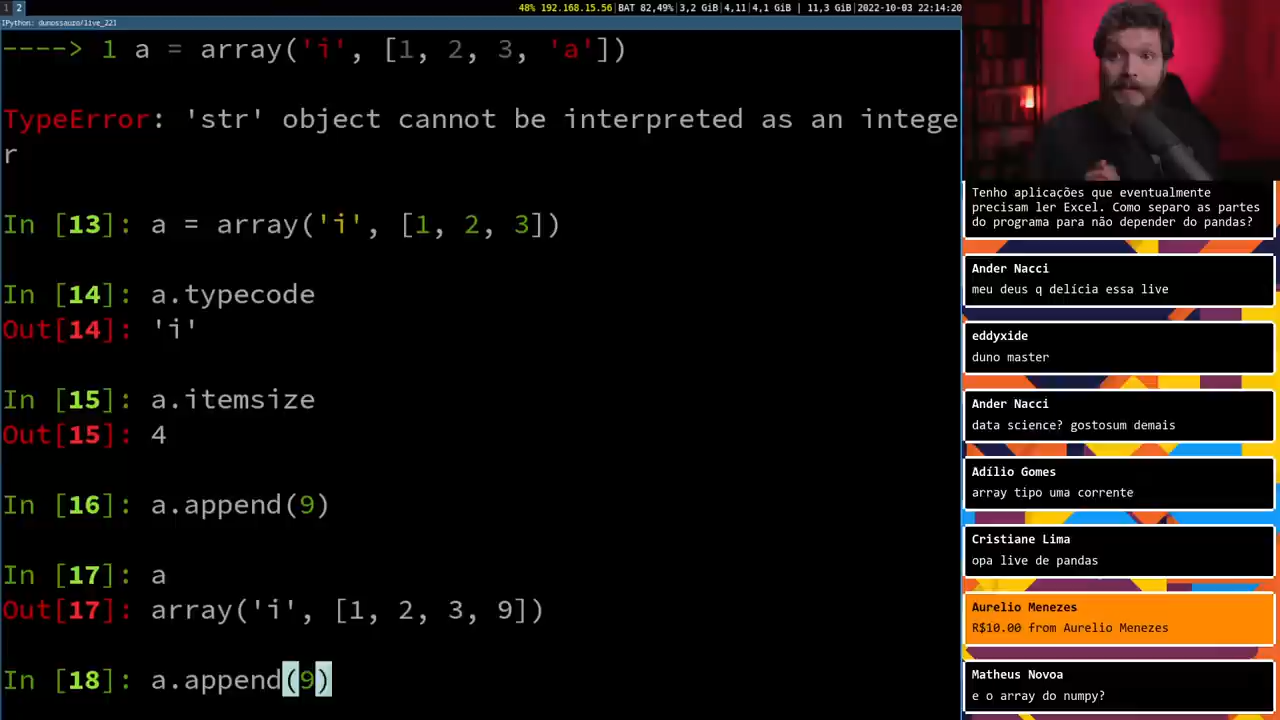 1 2
48% 192.168.15.56|BAT 82,49%|3,2 GiB|4,11|4,1 GiB | 11,3 GiB|2022-10-03 22:14:20
IPython: dunossauro/live_221
----> 1 a = array('i', [1, 2, 3, 'a'])
TypeError: 'str' object cannot be interpreted as an intege
r
In [13]: a = array('i', [1, 2, 3])
In [14]: a.typecode
Out[14]: 'i'
In [15]: a.itemsize
Out[15]: 4
In [16]: a.append(9)
In [17]: a
Out[17]: array('i', [1, 2, 3, 9])
In [18]: a.append(9)
Tenho aplicações que eventualmente
precisam ler Excel. Como separo as partes
do programa para não depender do pandas?
Ander Nacci
meu deus q delícia essa live
eddyxide
duno master
Ander Nacci
data science? gostosum demais
Adílio Gomes
array tipo uma corrente
Cristiane Lima
opa live de pandas
Aurelio Menezes
R$10.00 from Aurelio Menezes
Matheus Novoa
e o array do numpy?